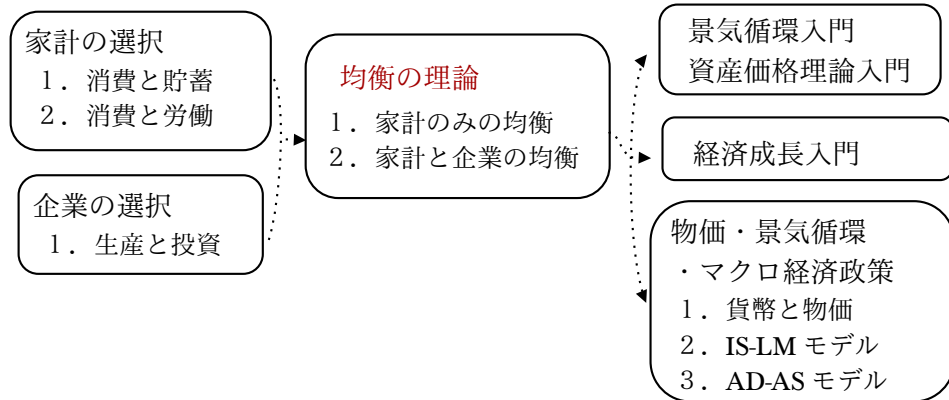 家計の選択
１．消費と貯蓄
２．消費と労働
企業の選択
１．生産と投資
均衡の理論
１．家計のみの均衡
２．家計と企業の均衡
景気循環入門
資産価格理論入門
経済成長入門
物価・景気循環
・マクロ経済政策
１．貨幣と物価
２．IS-LM モデル
３．AD-AS モデル